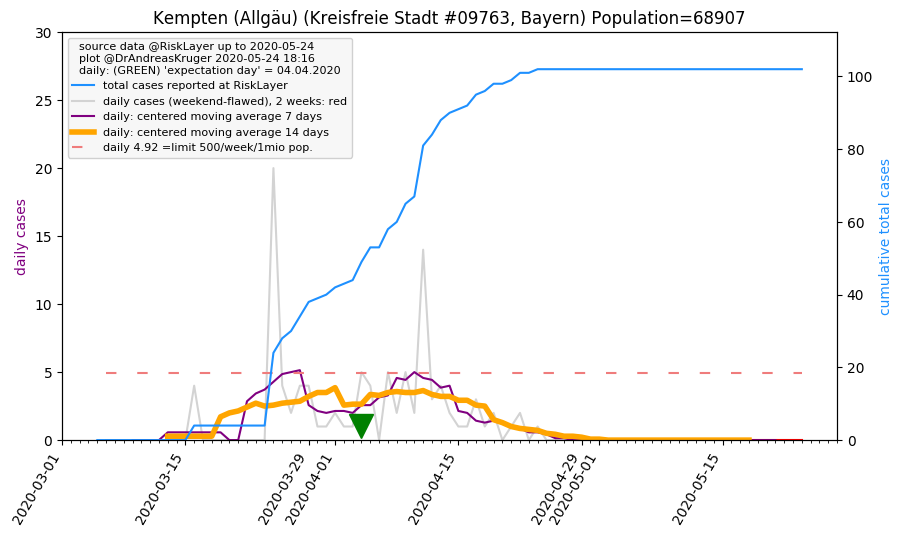 Kempten (Allgäu) (Kreisfreie Stadt #09763, Bayern) Population=68907
source data @RiskLayer up to 2020-05-24
plot @DrAndreasKruger 2020-05-24 18:16
daily: (GREEN) 'expectation day' = 04.04.2020
total cases reported at RiskLayer
daily cases (weekend-flawed), 2 weeks: red
daily: centered moving average 7 days
daily: centered moving average 14 days
daily 4.92 =limit 500/week/1mio pop.
daily cases
30
25
20
15
10
5
0
cumulative total cases
100
80
60
40
20
0
2020-03-01
2020-03-15
2020-03-29
2020-04-01
2020-04-15
2020-04-29
2020-05-01
2020-05-15